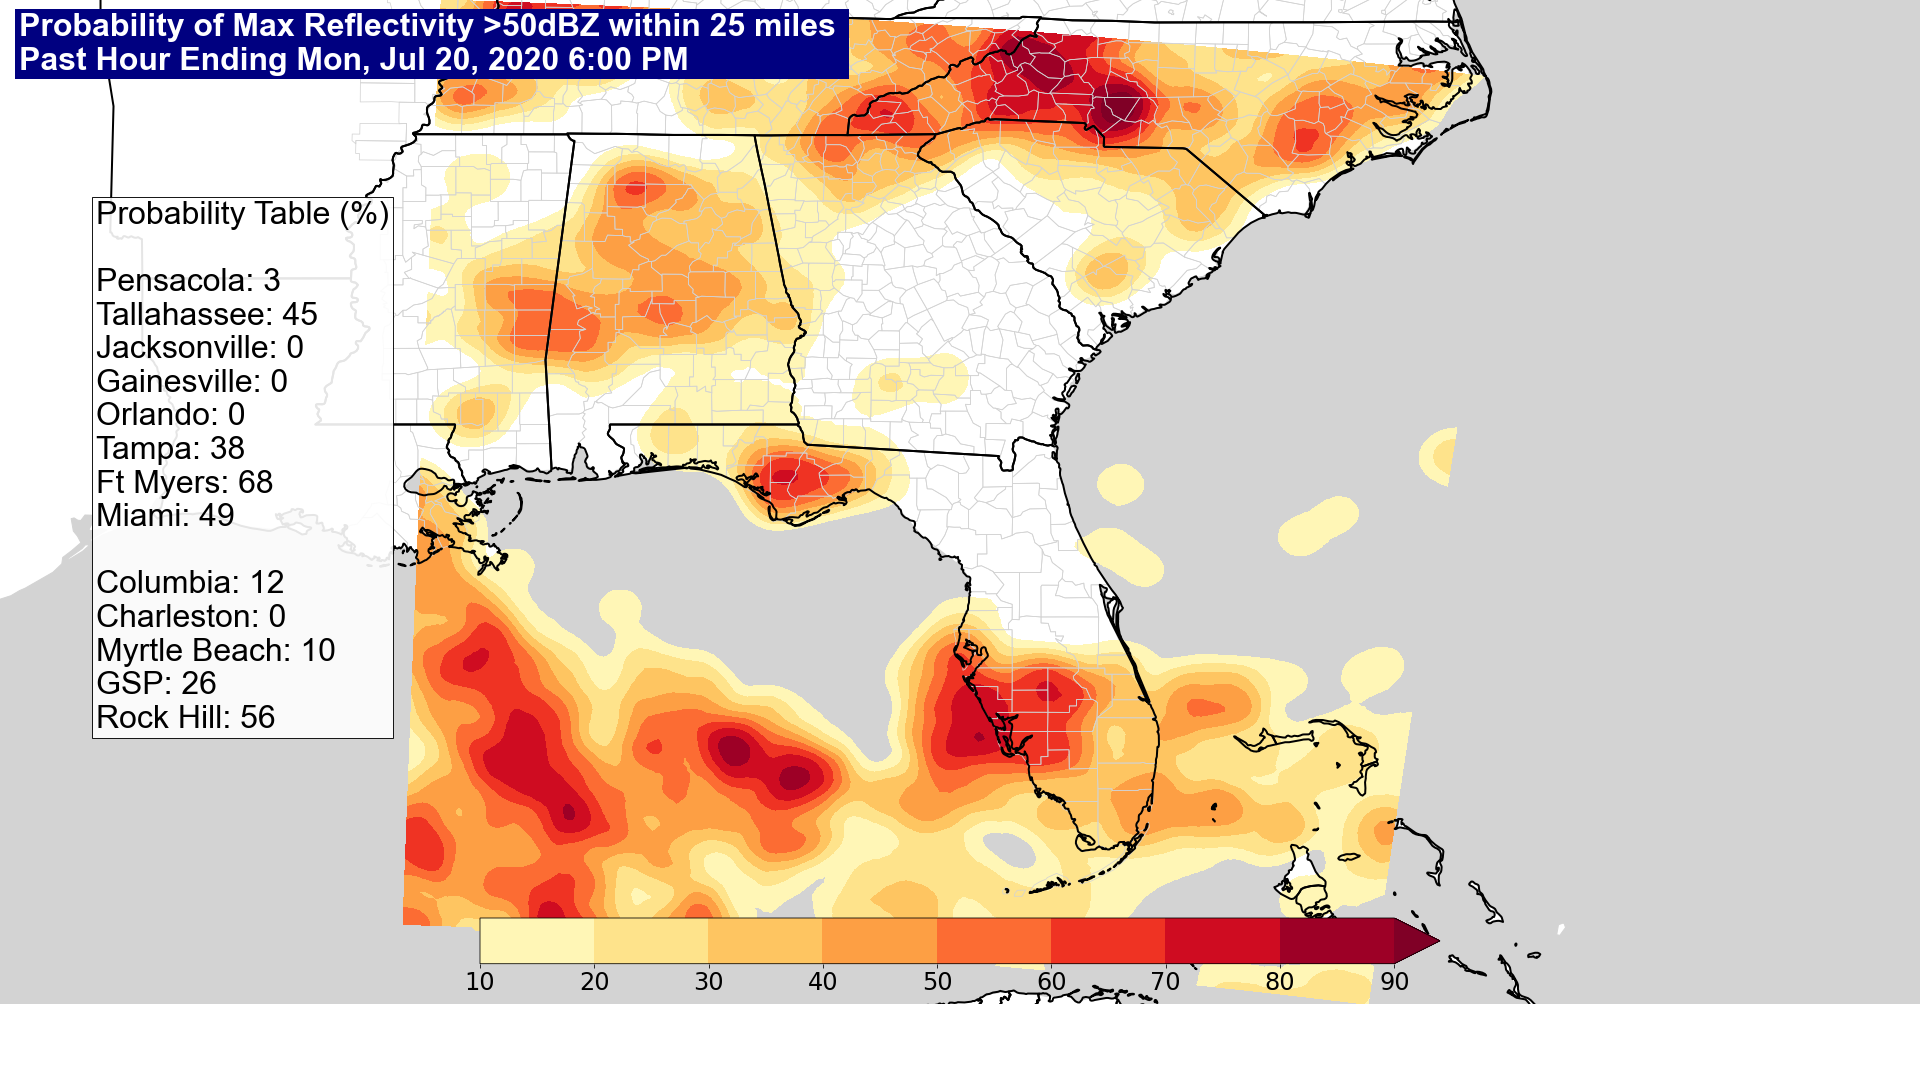 Probability of Max Reflectivity >50dBZ within 25 miles
Past Hour Ending Mon, Jul 20, 2020 6:00 PM
Probability Table (%)
Pensacola: 3
Tallahassee: 45
Jacksonville: 0
Gainesville: 0
Orlando: 0
Tampa: 38
Ft Myers: 68
Miami: 49
Columbia: 12
Charleston: 0
Myrtle Beach: 10
GSP: 26
Rock Hill: 56
10 20 30 40 50 60 70 80 90